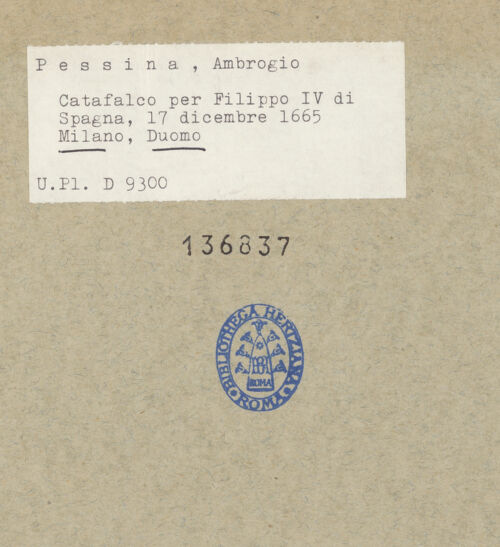 Pessina, Ambrogio
Catafalco per Filippo IV di
Spagna, 17 dicembre 1665
Milano, Duomo
U.Pl. D 9300
136837
BIBLIOTHECA HERTZIANA
ROMA
ROMA